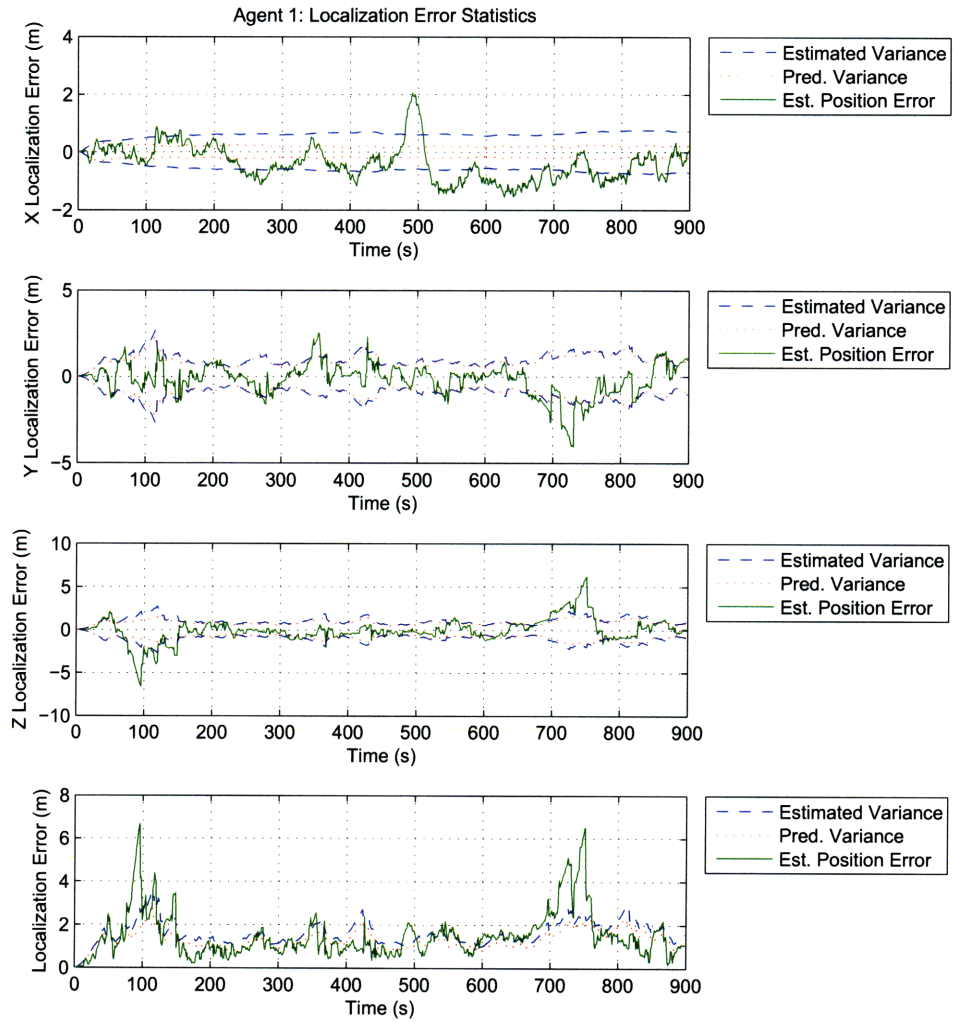 Agent 1: Localization Error Statistics
X Localization Error (m)
4
2
0
−2
0 100 200 300 400 500 600 700 800 900
Time (s)
Estimated Variance
Pred. Variance
Est. Position Error
Y Localization Error (m)
5
0
−5
0 100 200 300 400 500 600 700 800 900
Time (s)
Estimated Variance
Pred. Variance
Est. Position Error
Z Localization Error (m)
10
5
0
−5
−10
0 100 200 300 400 500 600 700 800 900
Time (s)
Estimated Variance
Pred. Variance
Est. Position Error
Localization Error (m)
8
6
4
2
0
0 100 200 300 400 500 600 700 800 900
Time (s)
Estimated Variance
Pred. Variance
Est. Position Error